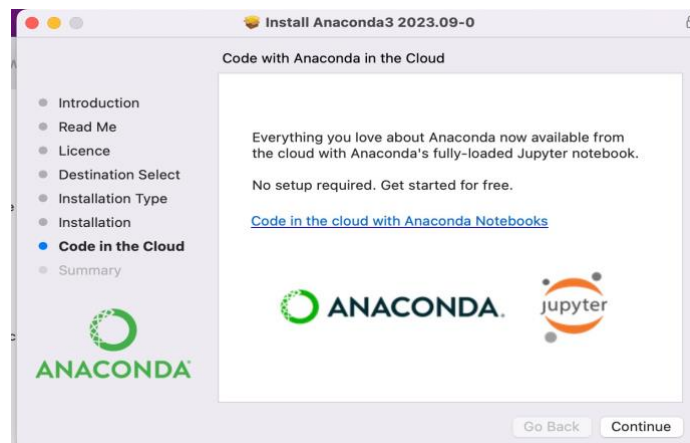 Install Anaconda3 2023.09-0
Code with Anaconda in the Cloud
Introduction
Read Me
Licence
Destination Select
Installation Type
Installation
Code in the Cloud
Summary
ANACONDA
Everything you love about Anaconda now available from
the cloud with Anaconda's fully-loaded Jupyter notebook.
No setup required. Get started for free.
Code in the cloud with Anaconda Notebooks
ANACONDA.
jupyter
Go Back
Continue